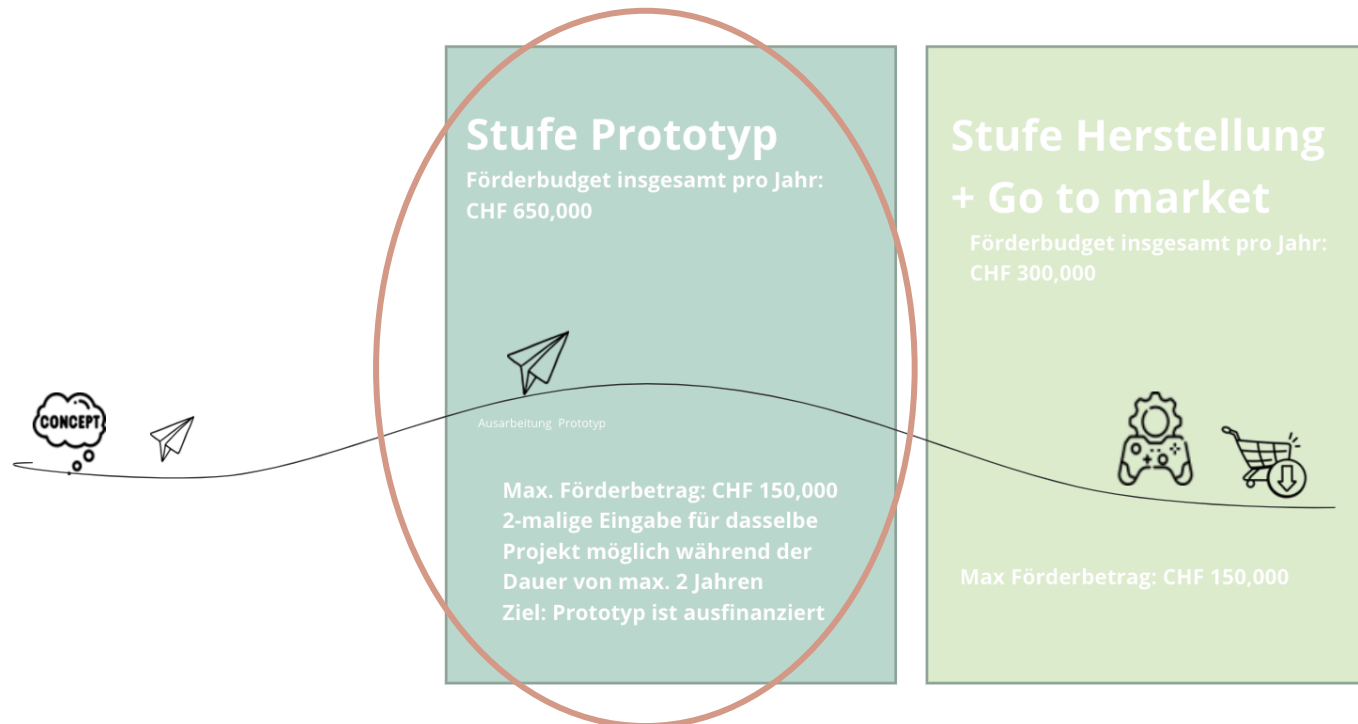 Stufe Prototyp
Förderbudget insgesamt pro Jahr:
CHF 650,000
CONCEPT
Ausarbeitung Prototyp
Max. Förderbetrag: CHF 150,000
2-malige Eingabe für dasselbe
Projekt möglich während der
Dauer von max. 2 Jahren
Ziel: Prototyp ist ausfinanziert
Stufe Herstellung
+ Go to market
Förderbudget insgesamt pro Jahr:
CHF 300,000
Max Förderbetrag: CHF 150,000